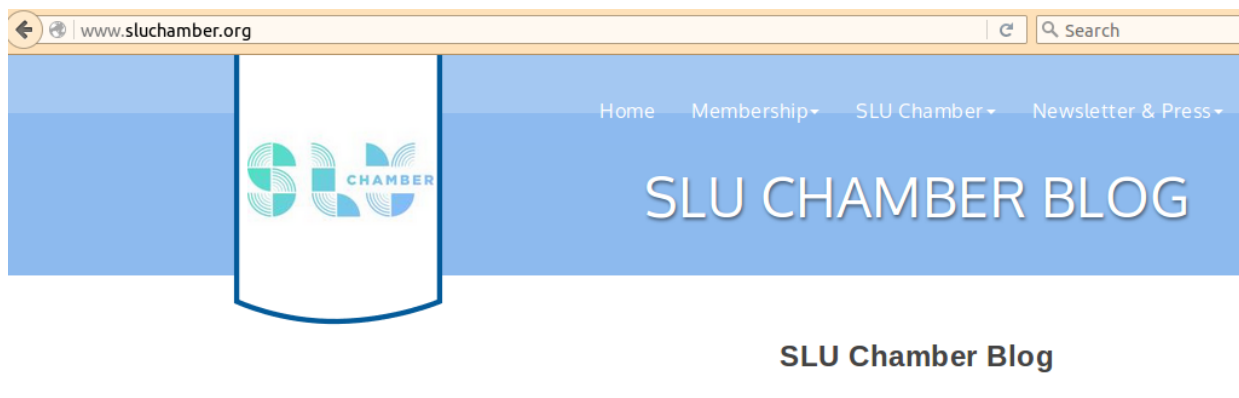 www.sluchamber.org Search
Home Membership SLU Chamber Newsletter & Press
SLU
CHAMBER
SLU CHAMBER BLOG
SLU Chamber Blog